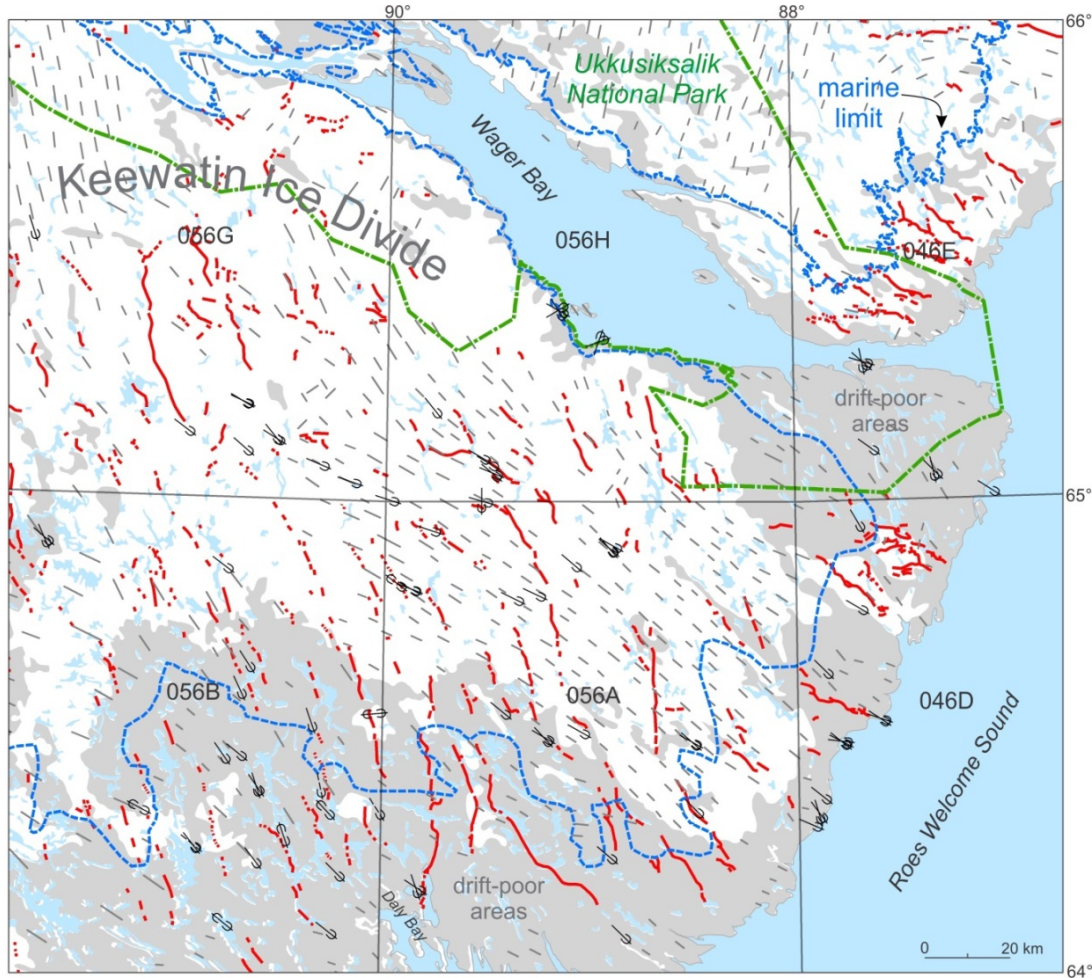 90°
88°
66°
Ukkusiksalik
National Park
marine
limit
Wager Bay
Keewatin Ice Divide
056G
056H
046E
drift-poor
areas
65°
056B
056A
046D
Roes Welcome Sound
drift-poor
areas
Daly Bay
0 20 km
64°